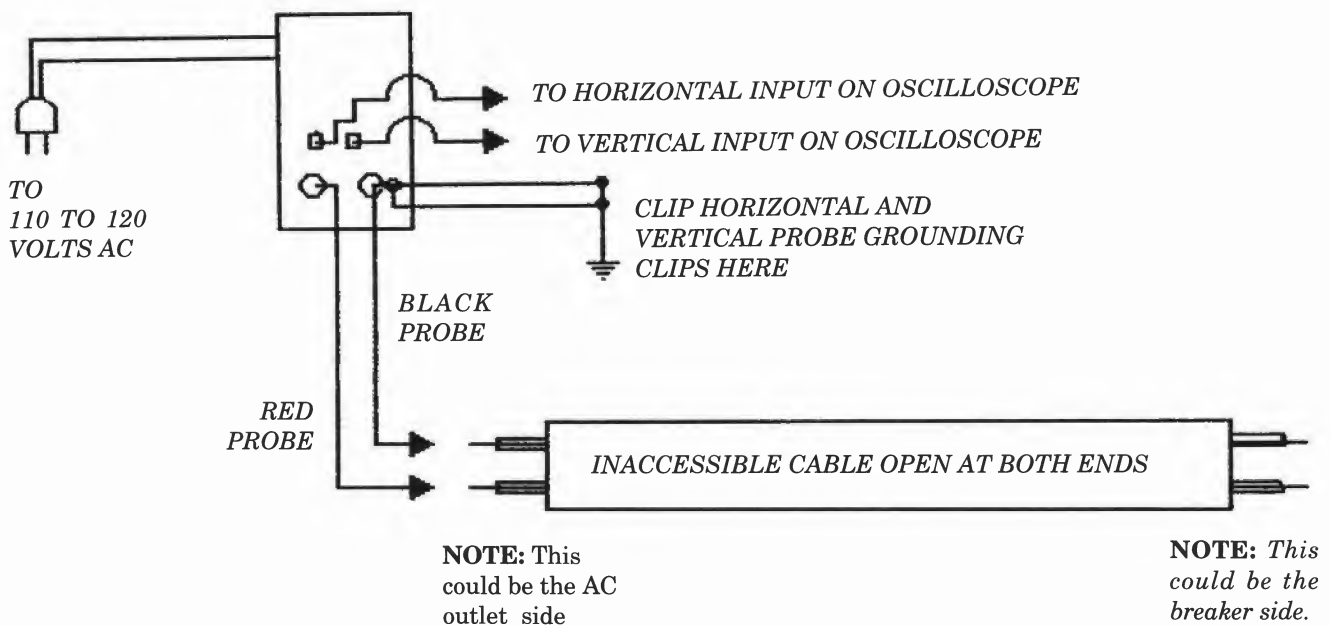 TO HORIZONTAL INPUT ON OSCILLOSCOPE
TO VERTICAL INPUT ON OSCILLOSCOPE
TO
110 TO 120
VOLTS AC
CLIP HORIZONTAL AND
VERTICAL PROBE GROUNDING
CLIPS HERE
BLACK
PROBE
RED
PROBE
INACCESSIBLE CABLE OPEN AT BOTH ENDS
NOTE: This
could be the AC
outlet side
NOTE: This
could be the
breaker side.